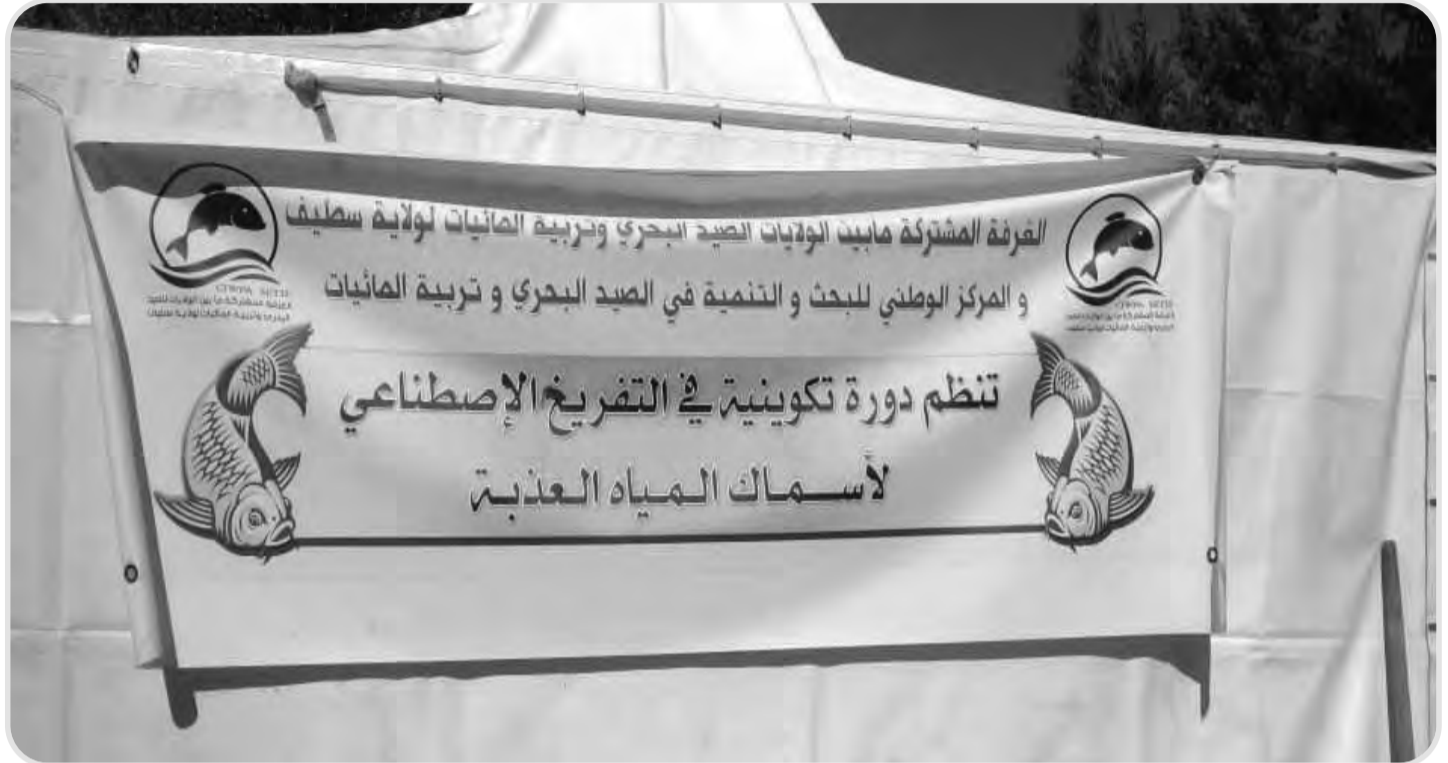 الغرفة المشتركة مابين الولايات الصيد البحري وتربية المائيات لولاية سطيف
و المركز الوطني للبحث و التنمية في الصيد البحري و تربية المائيات
تنظم دورة تكوينية في التفريخ الإصطناعي
لأسماك المياه العذبة